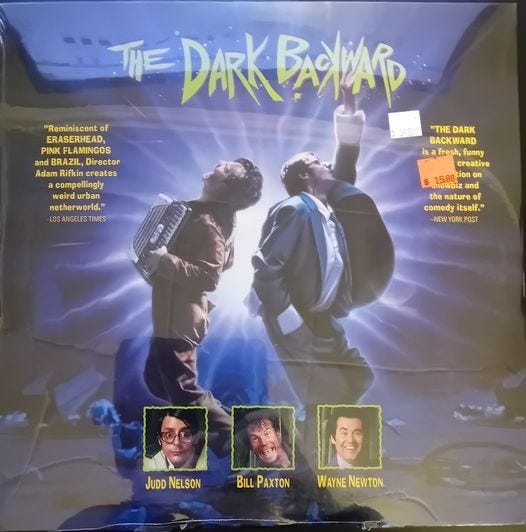 THE DARK BACKWARD
"Reminiscent of
ERASERHEAD,
PINK FLAMINGOS
and BRAZIL, Director
Adam Rifkin creates
a compellingly
weird urban
netherworld."
-LOS ANGELES TIMES
"THE DARK
BACKWARD
is a fresh, funny
creative
on on
and
the nature of
comedy itself."
-NEW YORK POST
$ 15.00
JUDD NELSON
BILL PAXTON
WAYNE NEWTON